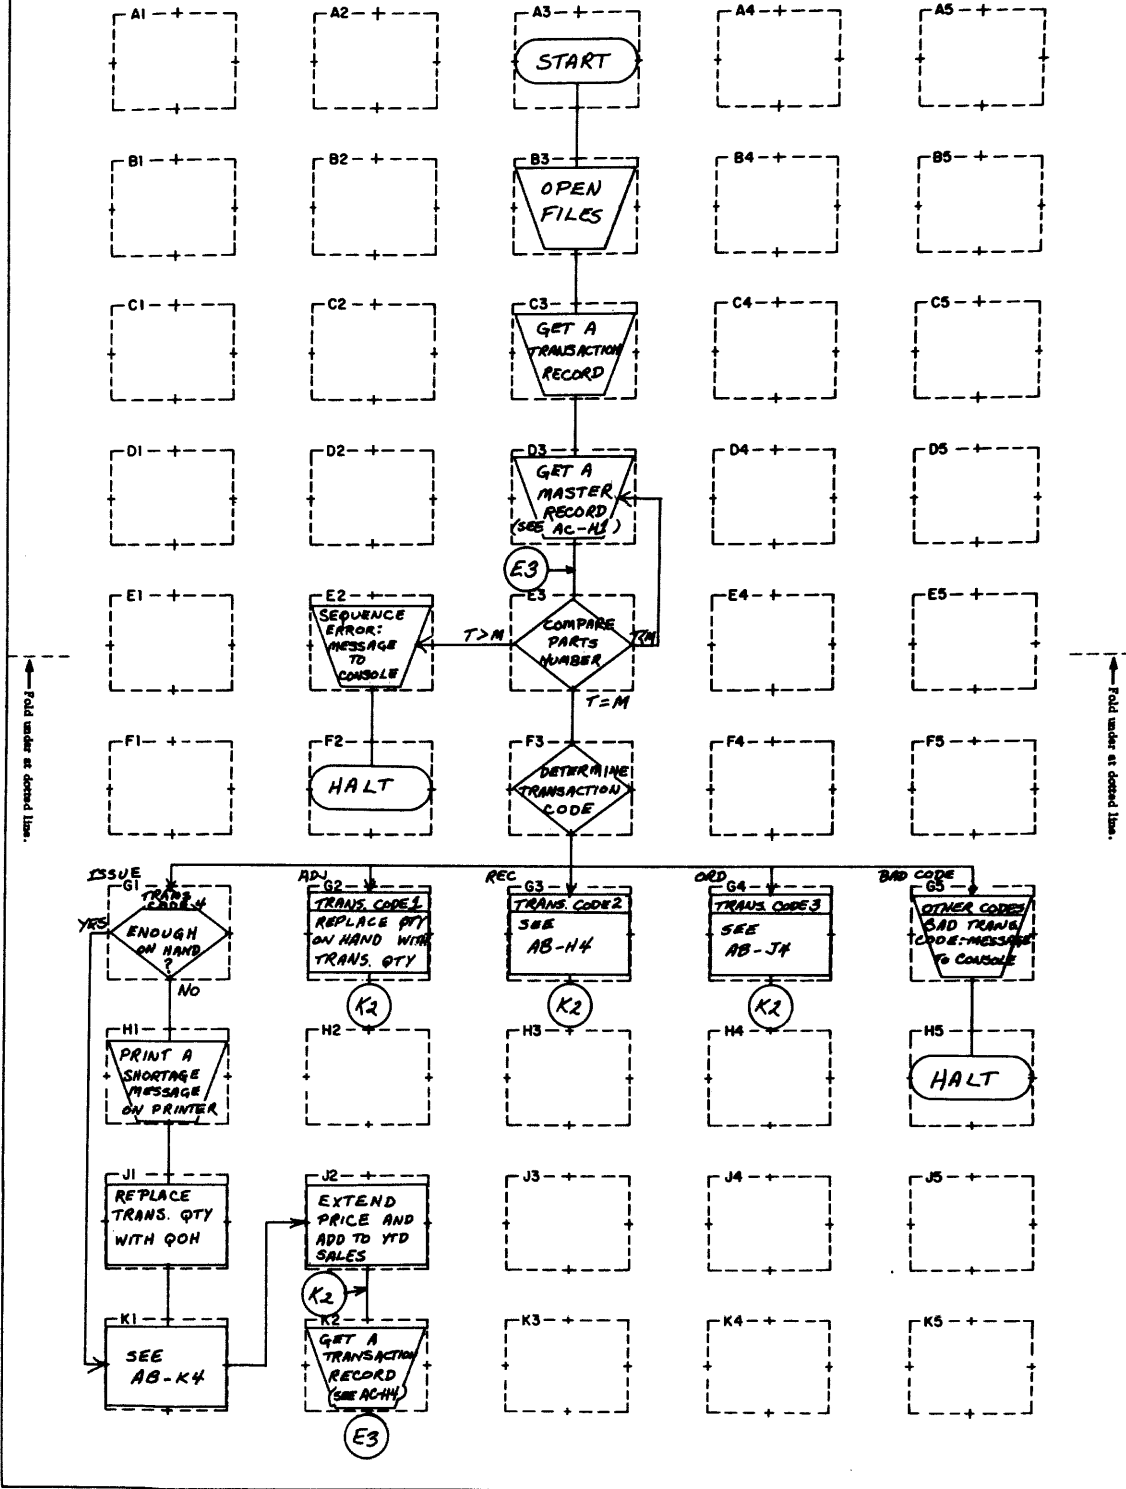 A1
A2
A3
A4
A5
START
B1
B2
B3
B4
B5
OPEN
FILES
C1
C2
C3
C4
C5
GET A
TRANSACTION
RECORD
D1
D2
D3
D4
D5
GET A
MASTER
RECORD
(SEE AC-H1)
E3
E1
E2
E3
E4
E5
SEQUENCE
ERROR:
MESSAGE
TO
CONSOLE
T>M
COMPARE
PARTS
NUMBER
T<M
T=M
Fold under at dotted line.
Fold under at dotted line.
F1
F2
F3
F4
F5
HALT
DETERMINE
TRANSACTION
CODE
ISSUE
ADJ
REC
ORD
BAD CODE
G1
G2
G3
G4
G5
TRANS
CODE 4
YES
ENOUGH
ON HAND
?
NO
TRANS. CODE 1
REPLACE QTY
ON HAND WITH
TRANS. QTY
TRANS. CODE 2
SEE
AB-H4
TRANS. CODE 3
SEE
AB-J4
OTHER CODES
BAD TRANS
CODE-MESSAGE
TO CONSOLE
K2
K2
K2
H1
H2
H3
H4
H5
PRINT A
SHORTAGE
MESSAGE
ON PRINTER
HALT
J1
J2
J3
J4
J5
REPLACE
TRANS. QTY
WITH QOH
EXTEND
PRICE AND
ADD TO YTD
SALES
K2
K1
K2
K3
K4
K5
SEE
AB-K4
GET A
TRANSACTION
RECORD
(SEE AC-H4)
E3